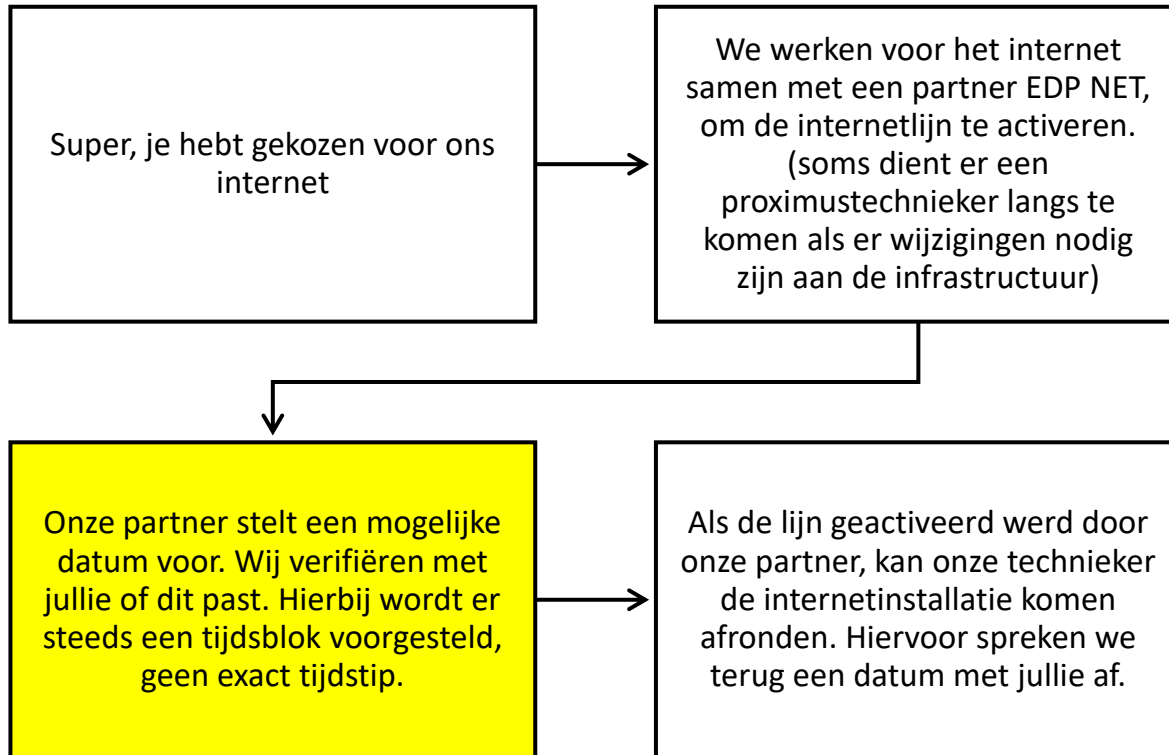 Super, je hebt gekozen voor ons
internet
We werken voor het internet
samen met een partner EDP NET,
om de internetlijn te activeren.
(soms dient er een
proximustechnieker langs te
komen als er wijzigingen nodig
zijn aan de infrastructuur)
Onze partner stelt een mogelijke
datum voor. Wij verifiëren met
jullie of dit past. Hierbij wordt er
steeds een tijdsblok voorgesteld,
geen exact tijdstip.
Als de lijn geactiveerd werd door
onze partner, kan onze technieker
de internetinstallatie komen
afronden. Hiervoor spreken we
terug een datum met jullie af.